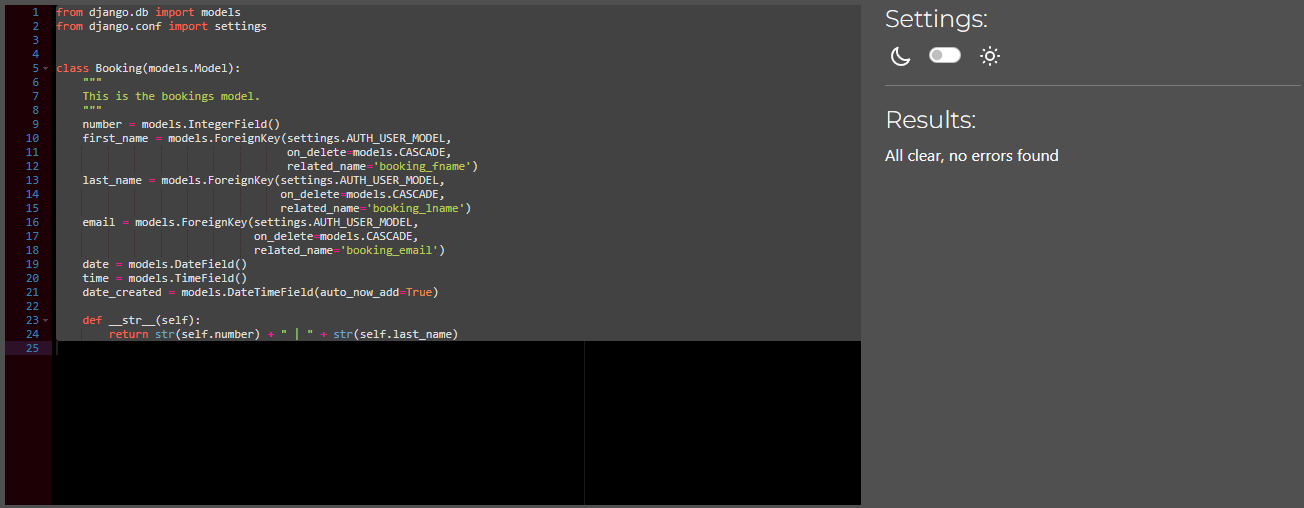 1 from django.db import models
2 from django.conf import settings
3
4
5 class Booking(models.Model):
6     """
7     This is the bookings model.
8     """
9     number = models.IntegerField()
10     first_name = models.ForeignKey(settings.AUTH_USER_MODEL,
11                                    on_delete=models.CASCADE,
12                                    related_name='booking_fname')
13     last_name = models.ForeignKey(settings.AUTH_USER_MODEL,
14                                   on_delete=models.CASCADE,
15                                   related_name='booking_lname')
16     email = models.ForeignKey(settings.AUTH_USER_MODEL,
17                               on_delete=models.CASCADE,
18                               related_name='booking_email')
19     date = models.DateField()
20     time = models.TimeField()
21     date_created = models.DateTimeField(auto_now_add=True)
22
23     def __str__(self):
24         return str(self.number) + " | " + str(self.last_name)
25
Settings:
Results:
All clear, no errors found